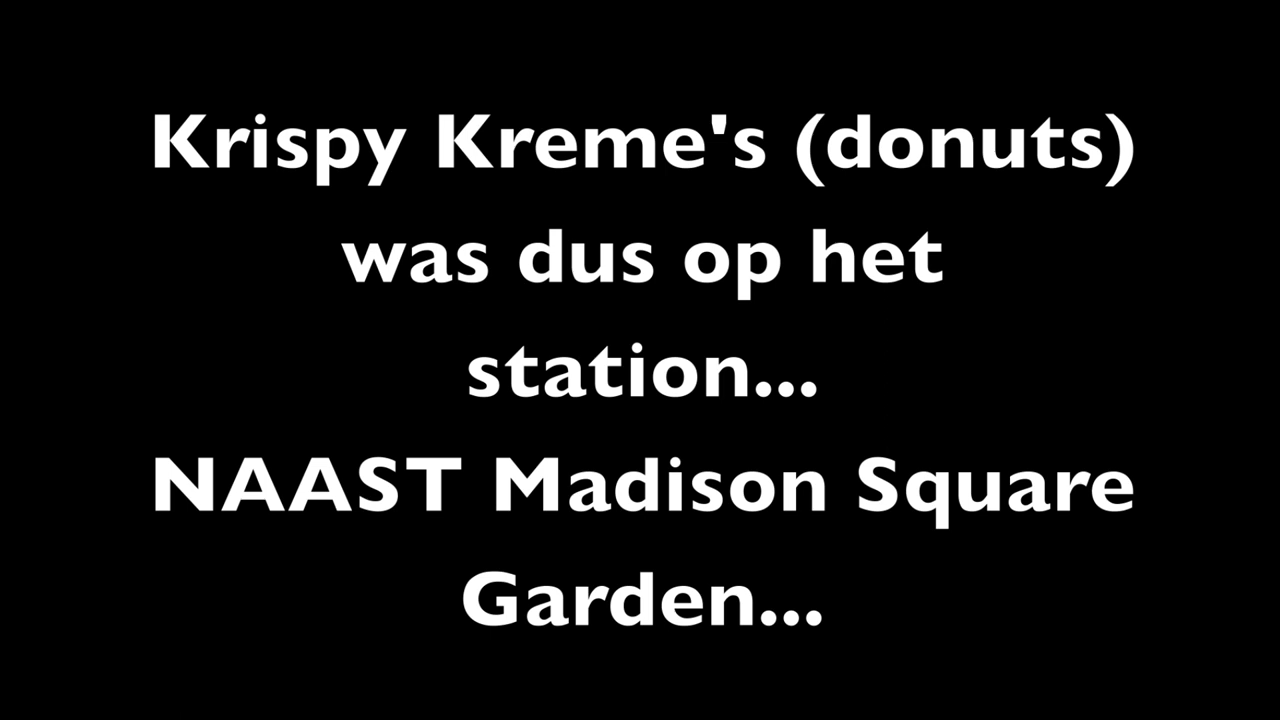 Krispy Kreme's (donuts)
was dus op het
station...
NAAST Madison Square
Garden...